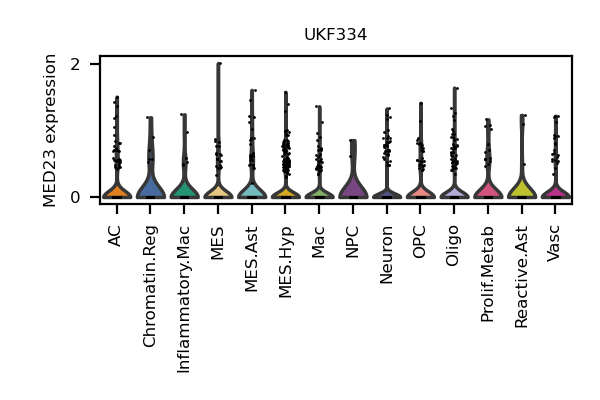 UKF334
MED23 expression
2
0
AC
Chromatin.Reg
Inflammatory.Mac
MES
MES.Ast
MES.Hyp
Mac
NPC
Neuron
OPC
Oligo
Prolif.Metab
Reactive.Ast
Vasc